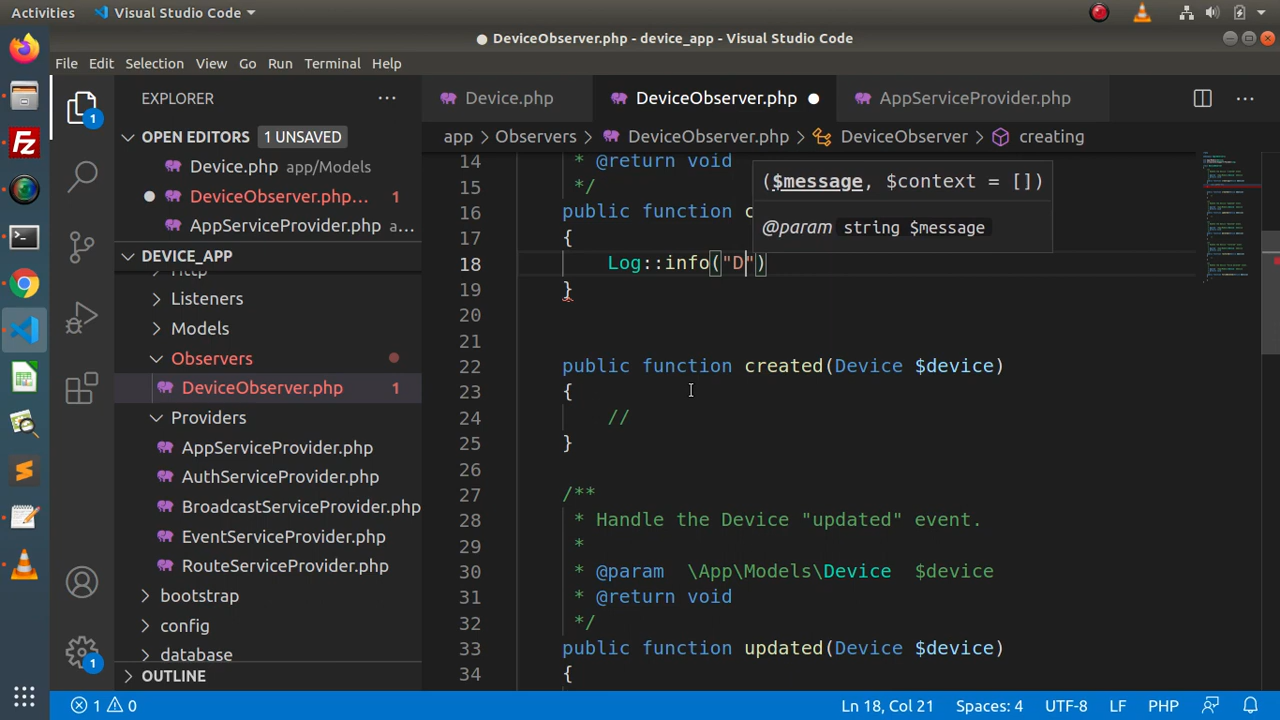 Activities Visual Studio Code
DeviceObserver.php - device_app - Visual Studio Code
File Edit Selection View Go Run Terminal Help
EXPLORER
Device.php DeviceObserver.php AppServiceProvider.php
OPEN EDITORS 1 UNSAVED
app Observers DeviceObserver.php DeviceObserver creating
Device.php app/Models
DeviceObserver.php... 1
AppServiceProvider.php a...
DEVICE_APP
Http
Listeners
Models
Observers
DeviceObserver.php 1
Providers
AppServiceProvider.php
AuthServiceProvider.php
BroadcastServiceProvider.php
EventServiceProvider.php
RouteServiceProvider.php
bootstrap
config
database
OUTLINE
1
1
14 * @return void
15 */
16 public function c
17 {
18 Log::info("D")
19 }
20
21
22 public function created(Device $device)
23 {
24 //
25 }
26
27 /**
28 * Handle the Device "updated" event.
29 *
30 * @param \App\Models\Device $device
31 * @return void
32 */
33 public function updated(Device $device)
34 {
($message, $context = [])
@param string $message
1 0 Ln 18, Col 21 Spaces: 4 UTF-8 LF PHP